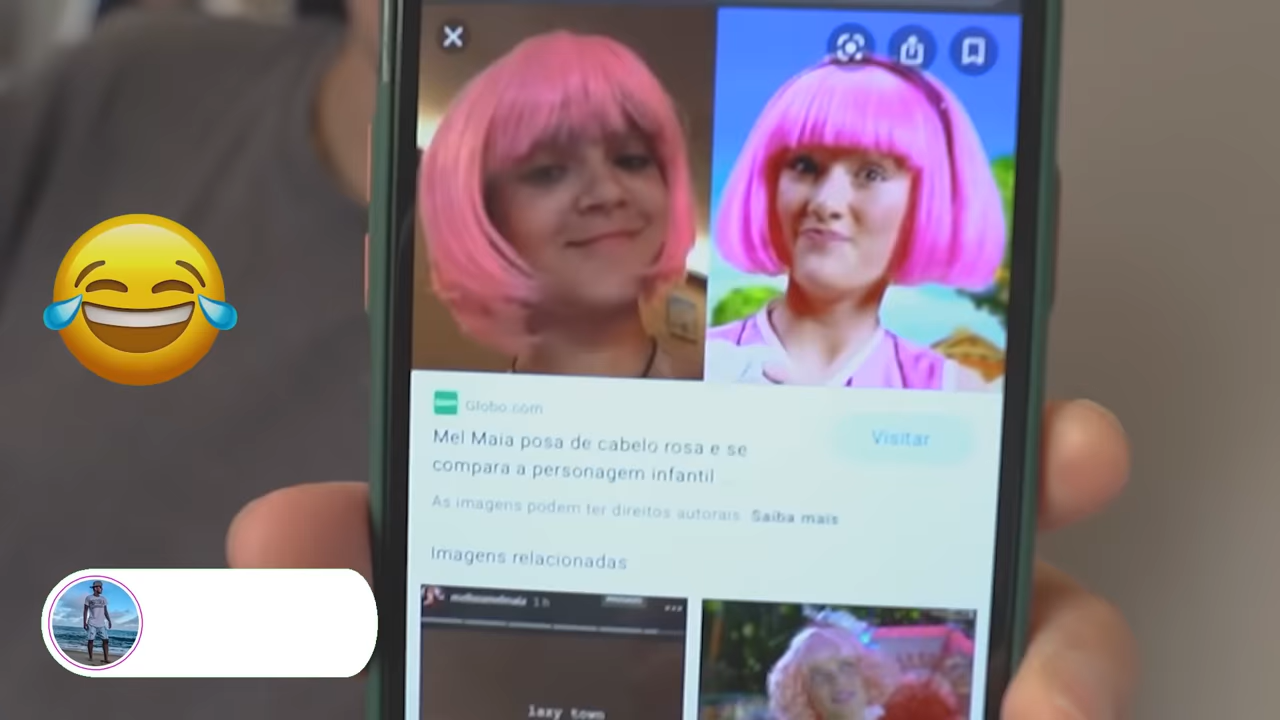 Globo.com
Visitar
Mel Maia posa de cabelo rosa e se
compara a personagem infantil
As imagens podem ter direitos autorais. Saiba mais
Imagens relacionadas
1 h
lazy town